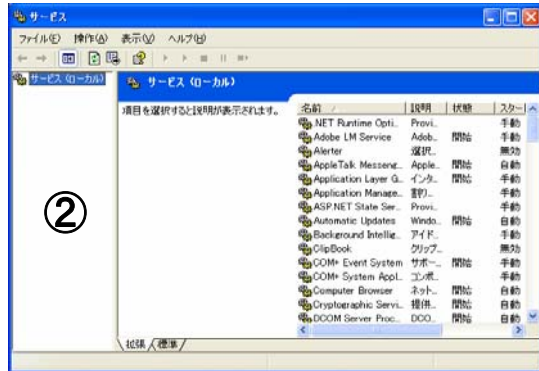 サービス
ファイル(F) 操作(A) 表示(V) ヘルプ(H)
サービス (ローカル)
サービス (ローカル)
項目を選択すると説明が表示されます。
名前 説明 状態 スタート
.NET Runtime Opti... Provi... 手動
Adobe LM Service Adob... 開始 手動
Alerter 選択... 無効
AppleTalk Messeng... Apple... 開始 自動
Application Layer G... インタ... 開始 手動
Application Manage... 割り... 手動
ASP.NET State Ser... Provi... 手動
Automatic Updates Windo... 開始 自動
Background Intellig... アイド... 手動
ClipBook クリップ... 無効
COM+ Event System サポー... 開始 手動
COM+ System Appl... コンポ... 手動
Computer Browser ネット... 開始 自動
Cryptographic Servi... 提供... 開始 自動
DCOM Server Proc... DCO... 開始 自動
②
拡張 標準